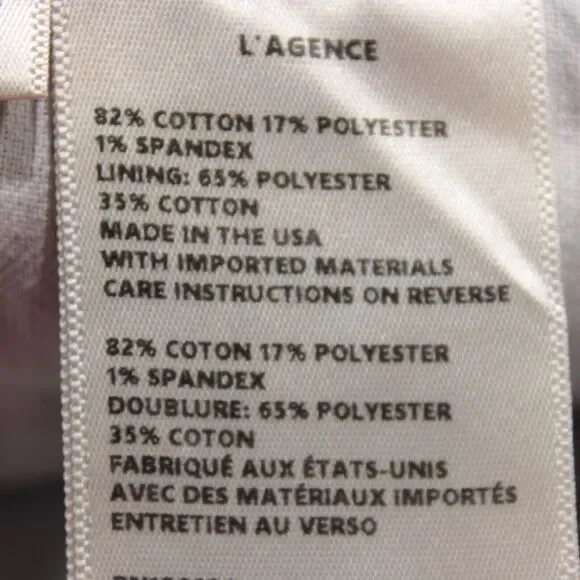 L'AGENCE
82% COTTON 17% POLYESTER
1% SPANDEX
LINING: 65% POLYESTER
35% COTTON
MADE IN THE USA
WITH IMPORTED MATERIALS
CARE INSTRUCTIONS ON REVERSE
82% COTON 17% POLYESTER
1% SPANDEX
DOUBLURE: 65% POLYESTER
35% COTON
FABRIQUÉ AUX ÉTATS-UNIS
AVEC DES MATÉRIAUX IMPORTÉS
ENTRETIEN AU VERSO